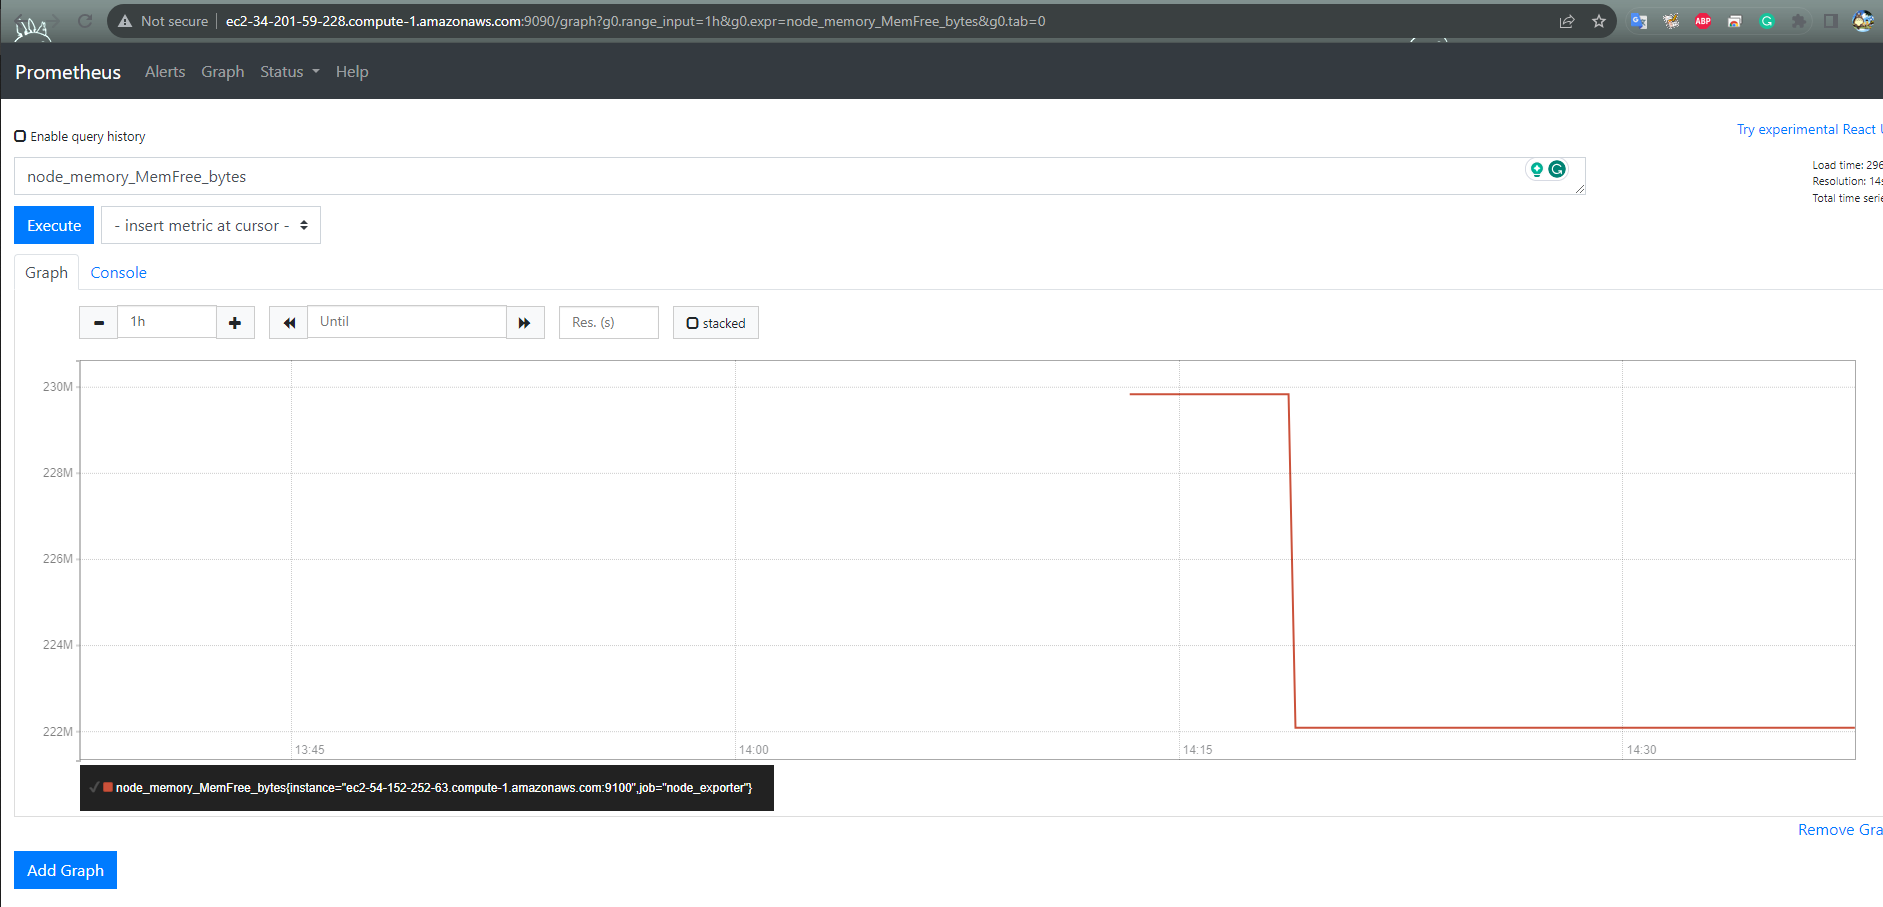 Not secure ec2-34-201-59-228.compute-1.amazonaws.com:9090/graph?g0.range_input=1h&g0.expr=node_memory_MemFree_bytes&g0.tab=0
ABP
Prometheus Alerts Graph Status Help
Enable query history
Try experimental React U
node_memory_MemFree_bytes
Load time: 296
Resolution: 14s
Total time serie
Execute - insert metric at cursor -
Graph Console
1h Until Res. (s) stacked
230M
228M
226M
224M
222M
13:45 14:00 14:15 14:30
node_memory_MemFree_bytes{instance="ec2-54-152-252-63.compute-1.amazonaws.com:9100",job="node_exporter"}
Remove Gra
Add Graph